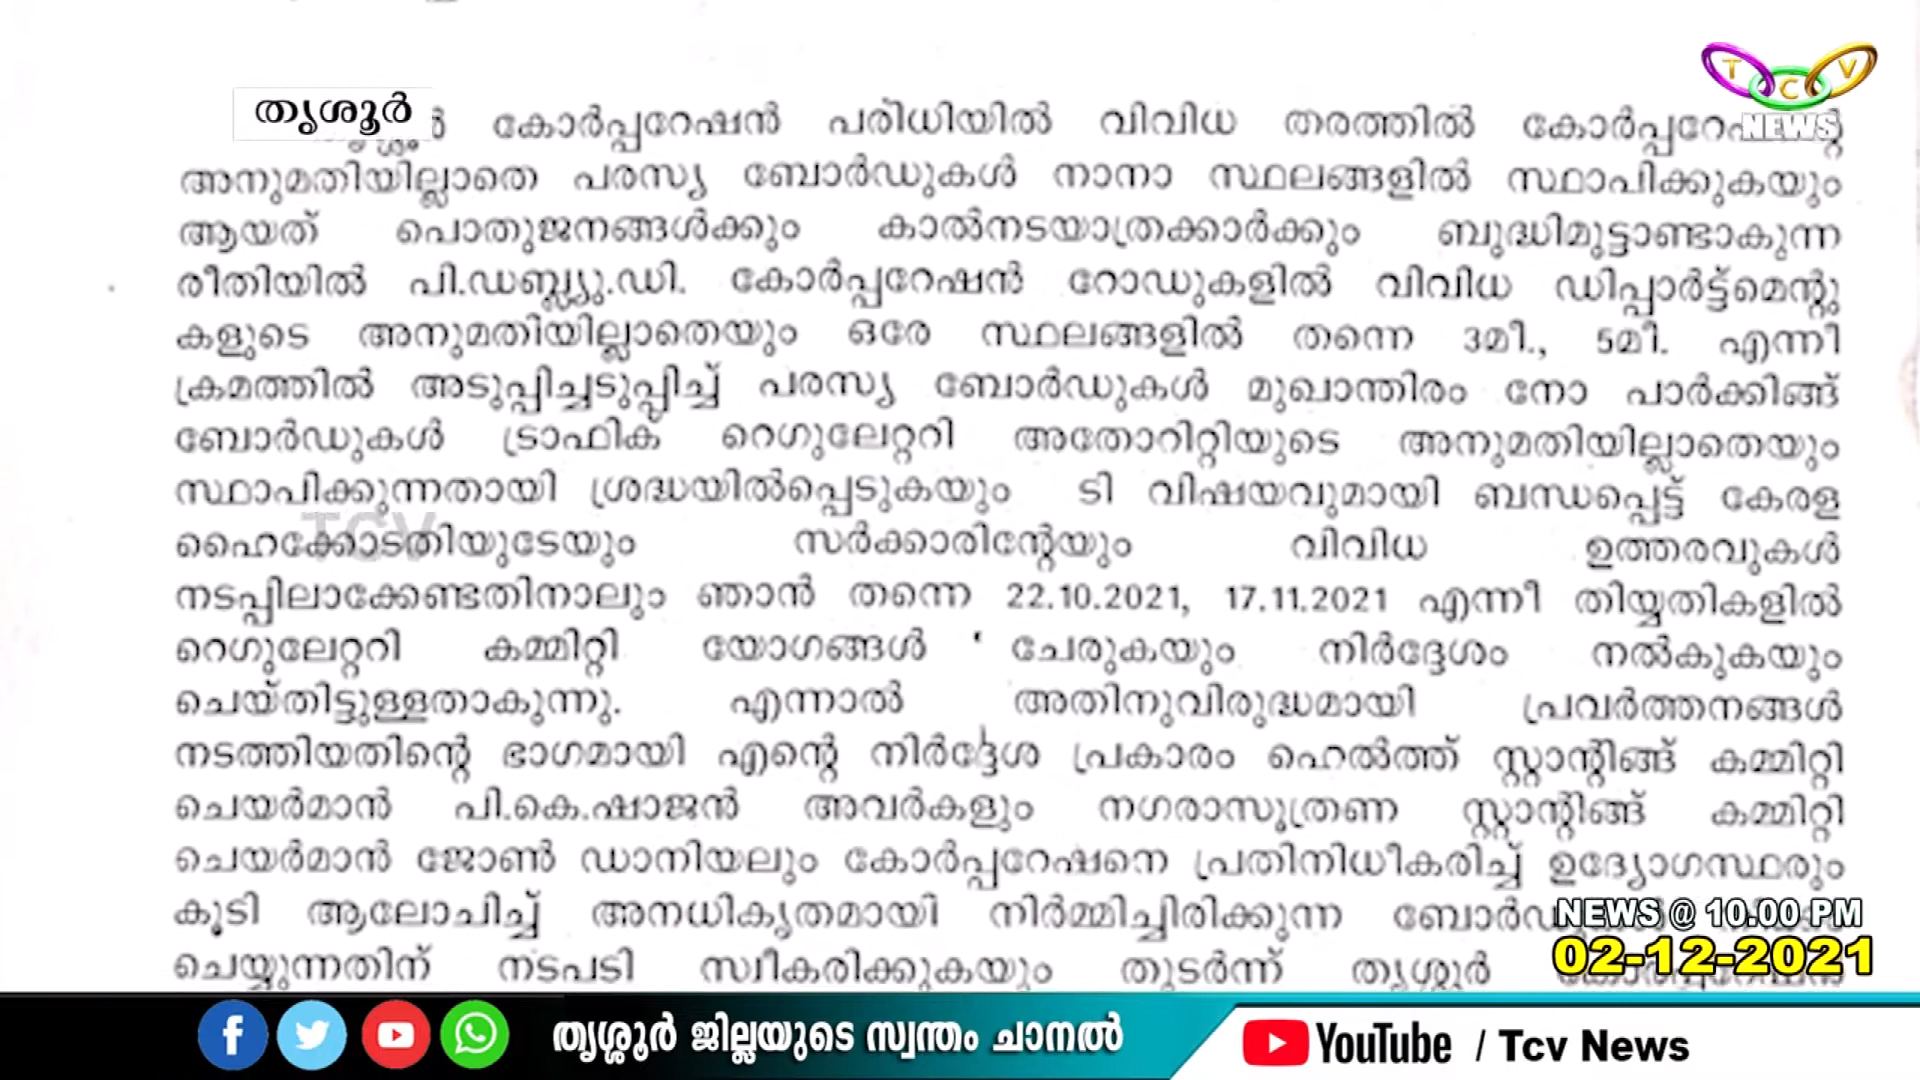 T C V
NEWS
തൃശൂർ
കോർപ്പറേഷൻ പരിധിയിൽ വിവിധ തരത്തിൽ
അനുമതിയില്ലാതെ പരസ്യ ബോർഡുകൾ നാനാ സ്ഥലങ്ങളിൽ സ്ഥാപിക്കുകയും
ആയത് പൊതുജനങ്ങൾക്കും കാൽനടയാത്രക്കാർക്കും ബുദ്ധിമുട്ടാണ്ടാകുന്ന
രീതിയിൽ പി.ഡബ്ല്യു.ഡി. കോർപ്പറേഷൻ റോഡുകളിൽ വിവിധ ഡിപ്പാർട്ട്മെന്റു
കളുടെ അനുമതിയില്ലാതെയും ഒരേ സ്ഥലങ്ങളിൽ തന്നെ 3മീ., 5മീ. എന്നീ
ക്രമത്തിൽ അടുപ്പിച്ചടുപ്പിച്ച് പരസ്യ ബോർഡുകൾ മുഖാന്തിരം നോ പാർക്കിങ്ങ്
ബോർഡുകൾ ട്രാഫിക് റെഗുലേറ്ററി അതോറിറ്റിയുടെ അനുമതിയില്ലാതെയും
സ്ഥാപിക്കുന്നതായി ശ്രദ്ധയിൽപ്പെടുകയും ടി വിഷയവുമായി ബന്ധപ്പെട്ട് കേരള
ഹൈക്കോടതിയുടേയും സർക്കാരിന്റേയും വിവിധ ഉത്തരവുകൾ
നടപ്പിലാക്കേണ്ടതിനാലും ഞാൻ തന്നെ 22.10.2021, 17.11.2021 എന്നീ തിയ്യതികളിൽ
റെഗുലേറ്ററി കമ്മിറ്റി യോഗങ്ങൾ ചേരുകയും നിർദ്ദേശം നൽകുകയും
ചെയ്തിട്ടുള്ളതാകുന്നു. എന്നാൽ അതിനുവിരുദ്ധമായി പ്രവർത്തനങ്ങൾ
നടത്തിയതിന്റെ ഭാഗമായി എന്റെ നിർദ്ദേശ പ്രകാരം ഹെൽത്ത് സ്റ്റാന്റിങ്ങ് കമ്മിറ്റി
ചെയർമാൻ പി.കെ.ഷാജൻ അവർകളും നഗരാസൂത്രണ സ്റ്റാന്റിങ്ങ് കമ്മിറ്റി
ചെയർമാൻ ജോൺ ഡാനിയലും കോർപ്പറേഷനെ പ്രതിനിധീകരിച്ച് ഉദ്യോഗസ്ഥരും
കൂടി ആലോചിച്ച് അനധികൃതമായി നിർമ്മിച്ചിരിക്കുന്ന
ചെയ്യുന്നതിന് നടപടി സ്വീകരിക്കുകയും തുടർന്ന് തൃശ്ശൂർ
TCV
NEWS @ 10.00 PM
02-12-2021
തൃശ്ശൂർ ജില്ലയുടെ സ്വന്തം ചാനൽ
YouTube / Tcv News